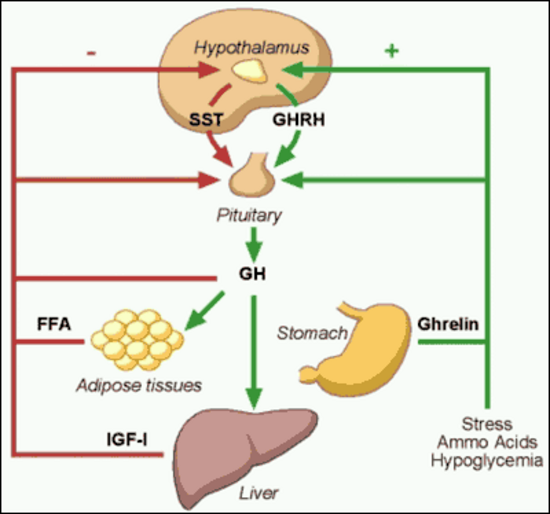 Hypothalamus
-
+
SST
GHRH
Pituitary
GH
FFA
Stomach
Ghrelin
Adipose tissues
IGF-I
Stress
Ammo Acids
Hypoglycemia
Liver